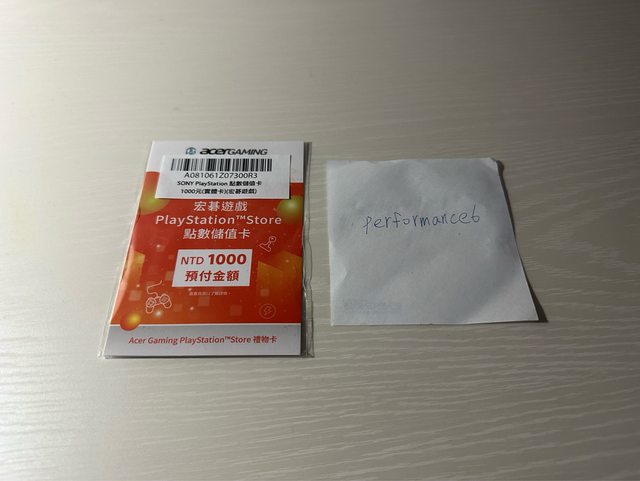 acerGAMING
A081061Z07300R3
SONY PlayStation 點數儲值卡
1000元(實體卡)(宏碁遊戲)
宏碁遊戲
PlayStation™Store
點數儲值卡
NTD 1000
預付金額
Acer Gaming PlayStation™Store 禮物卡
performance6